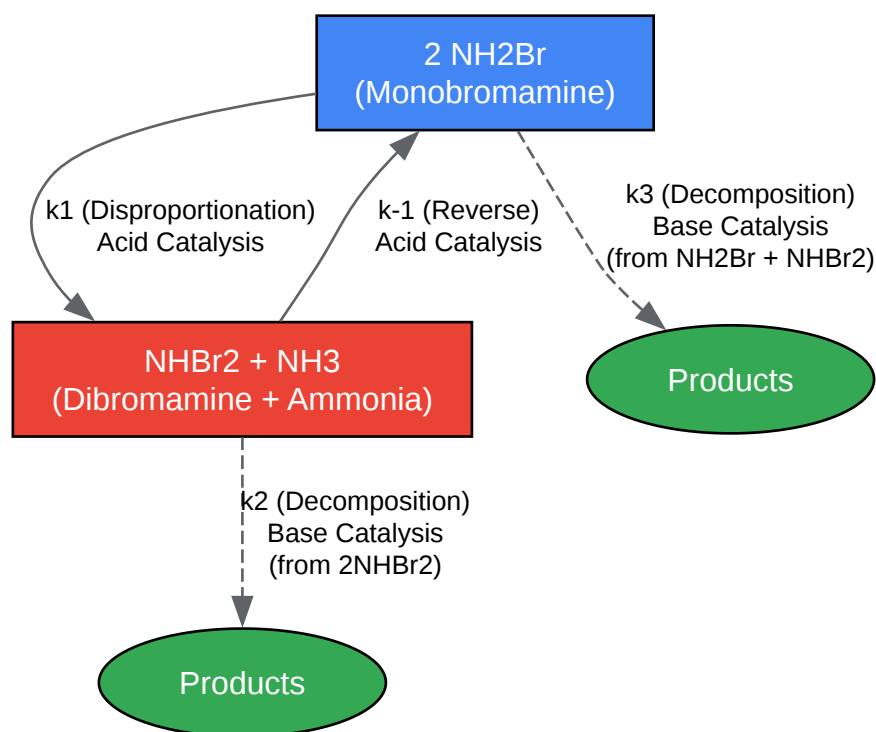 2 NH2Br
(Monobromamine)
k1 (Disproportionation)
Acid Catalysis
k-1 (Reverse)
Acid Catalysis
k3 (Decomposition)
Base Catalysis
(from NH2Br + NHBr2)
NHBr2 + NH3
(Dibromamine + Ammonia)
Products
k2 (Decomposition)
Base Catalysis
(from 2NHBr2)
Products